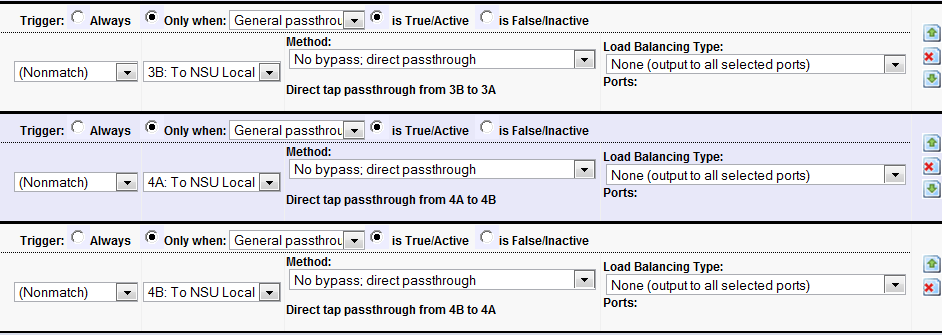 Trigger: Always Only when: General passthrou is True/Active is False/Inactive
Method: Load Balancing Type:
(Nonmatch) 3B: To NSU Local No bypass; direct passthrough None (output to all selected ports)
Direct tap passthrough from 3B to 3A Ports:
Trigger: Always Only when: General passthrou is True/Active is False/Inactive
Method: Load Balancing Type:
(Nonmatch) 4A: To NSU Local No bypass; direct passthrough None (output to all selected ports)
Direct tap passthrough from 4A to 4B Ports:
Trigger: Always Only when: General passthrou is True/Active is False/Inactive
Method: Load Balancing Type:
(Nonmatch) 4B: To NSU Local No bypass; direct passthrough None (output to all selected ports)
Direct tap passthrough from 4B to 4A Ports: